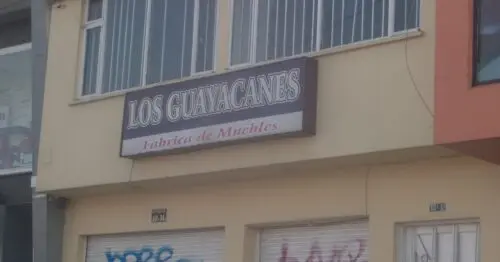 LOS GUAYACANES
Fabrica de Muebles